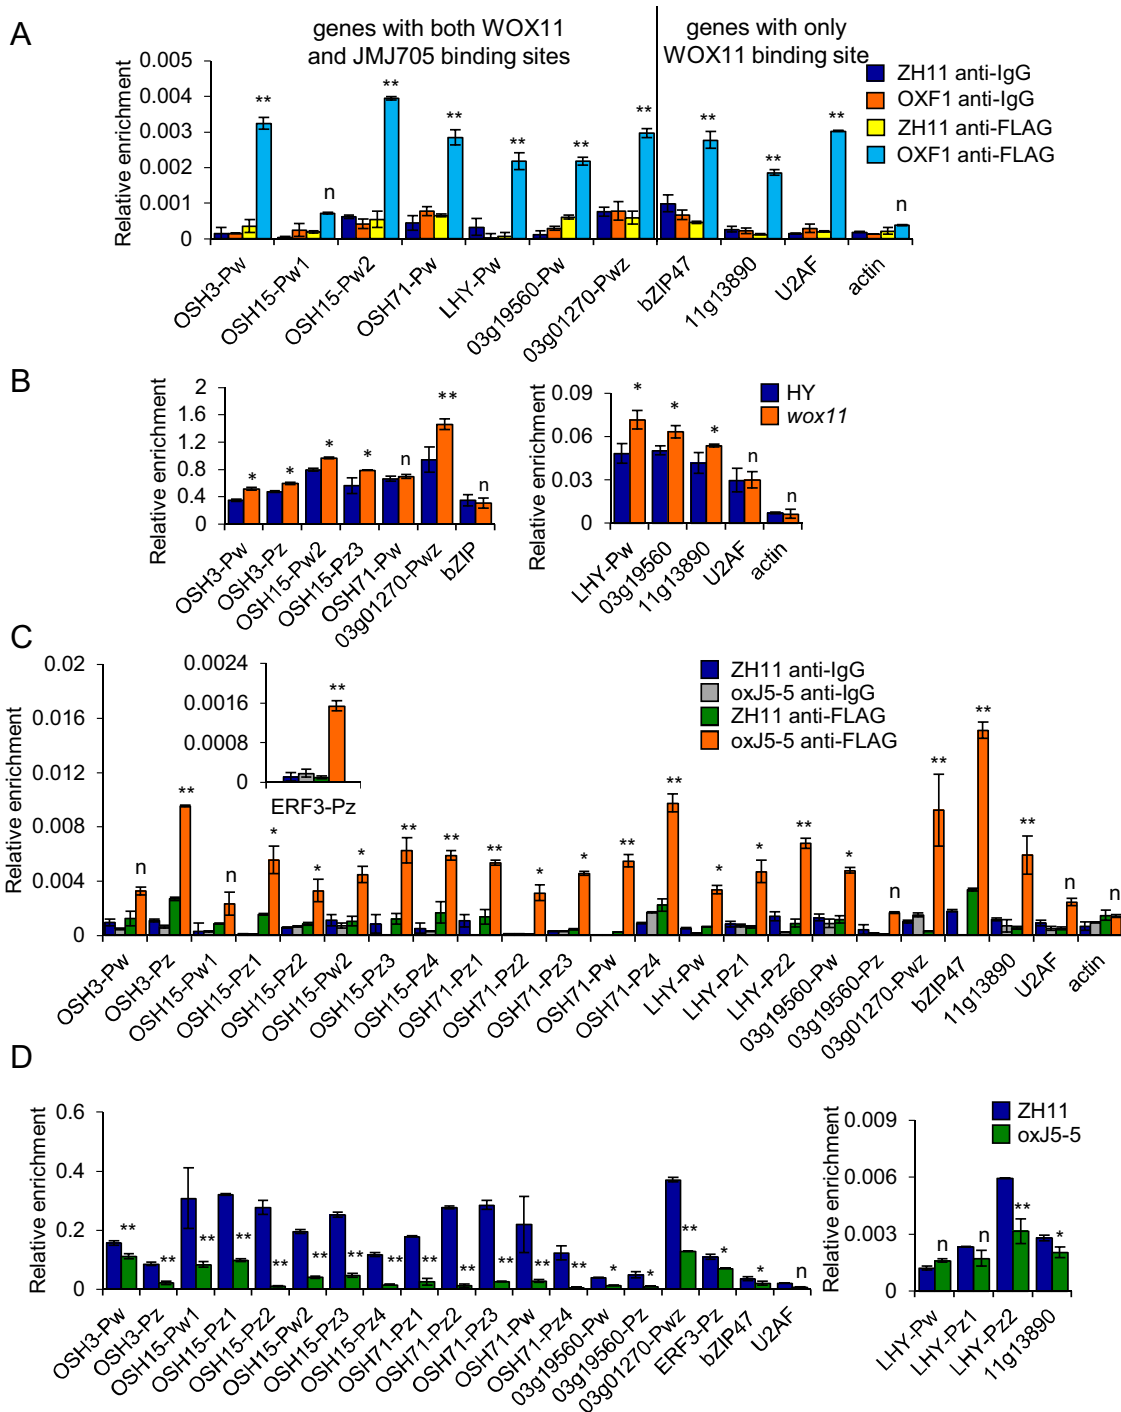 A
genes with both WOX11
and JMJ705 binding sites
genes with only
WOX11 binding site
ZH11 anti-IgG
OXF1 anti-IgG
ZH11 anti-FLAG
OXF1 anti-FLAG
Relative enrichment
0.005
0.004
0.003
0.002
0.001
0
** n ** ** ** ** ** ** ** ** n
OSH3-Pw
OSH15-Pw1
OSH15-Pw2
OSH71-Pw
LHY-Pw
03g19560-Pw
03g01270-Pwz
bZIP47
11g13890
U2AF
actin
B
Relative enrichment
2
1.6
1.2
0.8
0.4
0
* * * * n ** n
OSH3-Pw
OSH3-Pz
OSH15-Pw2
OSH15-Pz3
OSH71-Pw
03g01270-Pwz
bZIP
Relative enrichment
0.09
0.06
0.03
0
* * * n n
HY
wox11
LHY-Pw
03g19560
11g13890
U2AF
actin
C
Relative enrichment
0.02
0.016
0.012
0.008
0.004
0
0.0024
0.0016
0.0008
0
**
ERF3-Pz
ZH11 anti-IgG
oxJ5-5 anti-IgG
ZH11 anti-FLAG
oxJ5-5 anti-FLAG
n ** n * * * ** ** ** * * ** ** * * ** * n ** ** ** n n
OSH3-Pw
OSH3-Pz
OSH15-Pw1
OSH15-Pz1
OSH15-Pz2
OSH15-Pw2
OSH15-Pz3
OSH15-Pz4
OSH71-Pz1
OSH71-Pz2
OSH71-Pz3
OSH71-Pw
OSH71-Pz4
LHY-Pw
LHY-Pz1
LHY-Pz2
03g19560-Pw
03g19560-Pz
03g01270-Pwz
bZIP47
11g13890
U2AF
actin
D
Relative enrichment
0.6
0.4
0.2
0
** ** ** ** ** ** ** ** ** ** ** ** ** * * ** * * n
OSH3-Pw
OSH3-Pz
OSH15-Pw1
OSH15-Pz1
OSH15-Pz2
OSH15-Pw2
OSH15-Pz3
OSH15-Pz4
OSH71-Pz1
OSH71-Pz2
OSH71-Pz3
OSH71-Pw
OSH71-Pz4
03g19560-Pw
03g19560-Pz
03g01270-Pwz
ERF3-Pz
bZIP47
U2AF
Relative enrichment
0.009
0.006
0.003
0
n n ** *
ZH11
oxJ5-5
LHY-Pw
LHY-Pz1
LHY-Pz2
11g13890